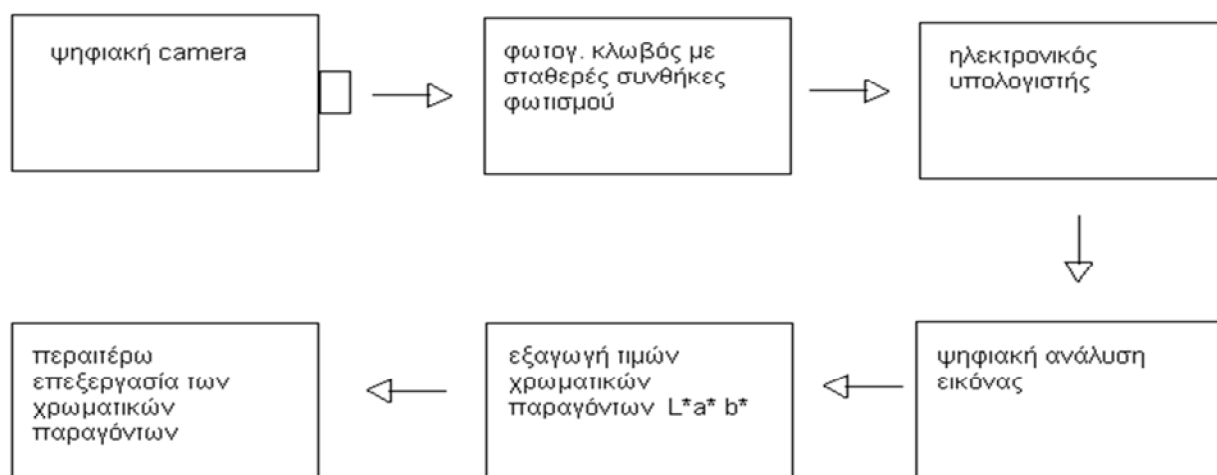 ψηφιακή camera
φωτογ. κλωβός με
σταθερές συνθήκες
φωτισμού
ηλεκτρονικός
υπολογιστής
ψηφιακή ανάλυση
εικόνας
εξαγωγή τιμών
χρωματικών
παραγόντων L*a* b*
περαιτέρω
επεξεργασία των
χρωματικών
παραγόντων